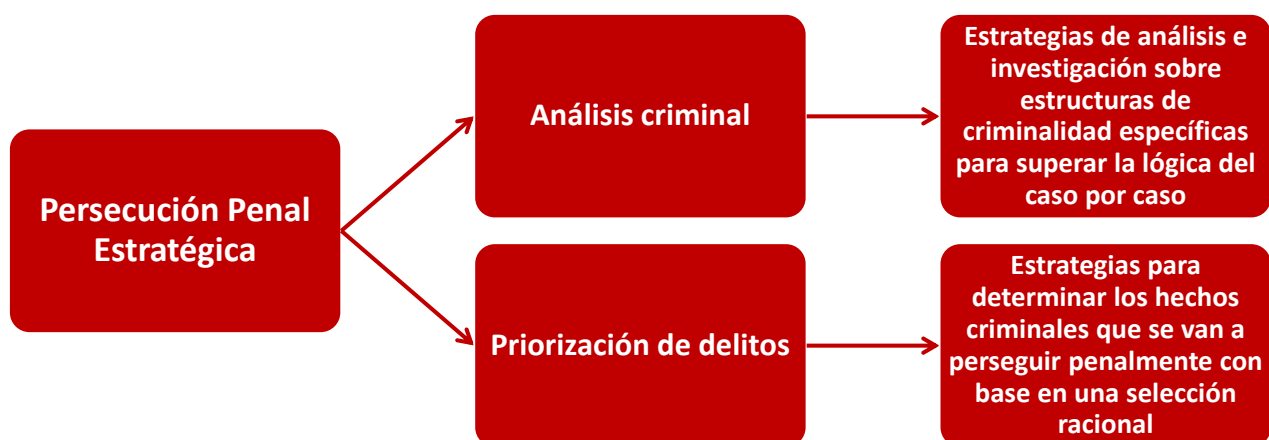 Persecución Penal
Estratégica
Análisis criminal
Estrategias de análisis e
investigación sobre
estructuras de
criminalidad específicas
para superar la lógica del
caso por caso
Priorización de delitos
Estrategias para
determinar los hechos
criminales que se van a
perseguir penalmente con
base en una selección
racional